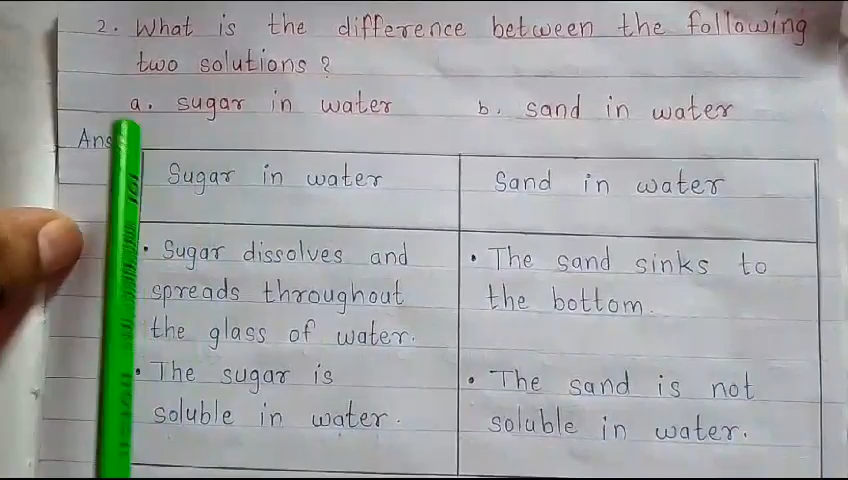 2. What is the difference between the following
two solutions?
a. sugar in water b. sand in water
Ans
Sugar in water Sand in water
• Sugar dissolves and
spreads throughout
the glass of water.
• The sugar is
soluble in water.
• The sand sinks to
the bottom.
• The sand is not
soluble in water.